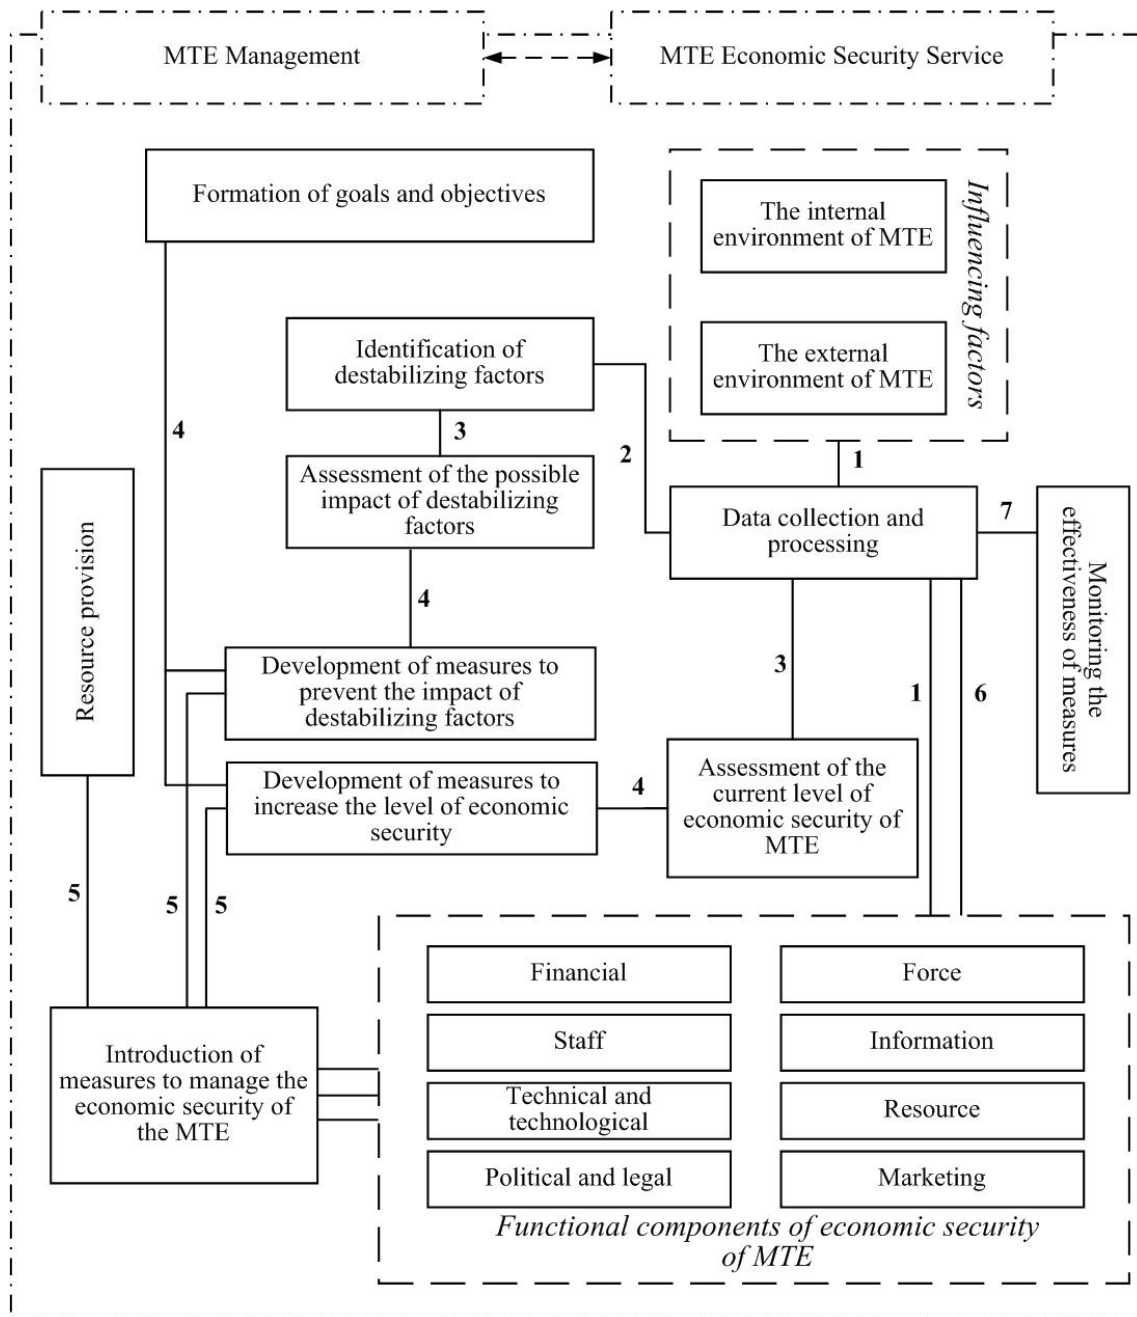 MTE Management
MTE Economic Security Service
Formation of goals and objectives
The internal
environment of MTE
The external
environment of MTE
Influencing factors
Identification of
destabilizing factors
4
3
2
1
Assessment of the possible
impact of destabilizing
factors
Data collection and
processing
7
Monitoring the
effectiveness of measures
Resource provision
4
Development of measures to
prevent the impact of
destabilizing factors
3
1
6
Development of measures to
increase the level of economic
security
4
Assessment of the
current level of
economic security of
MTE
5
5
5
Introduction of
measures to manage the
economic security of
the MTE
Financial
Force
Staff
Information
Technical and
technological
Resource
Political and legal
Marketing
Functional components of economic security
of MTE